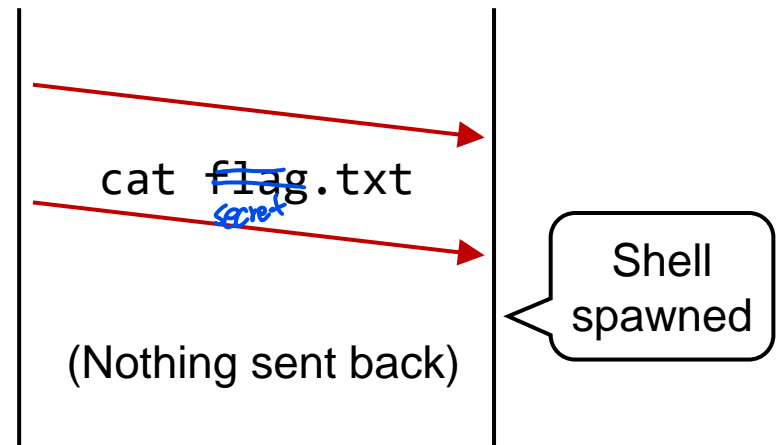 cat flag.txt
secret
Shell
spawned
(Nothing sent back)